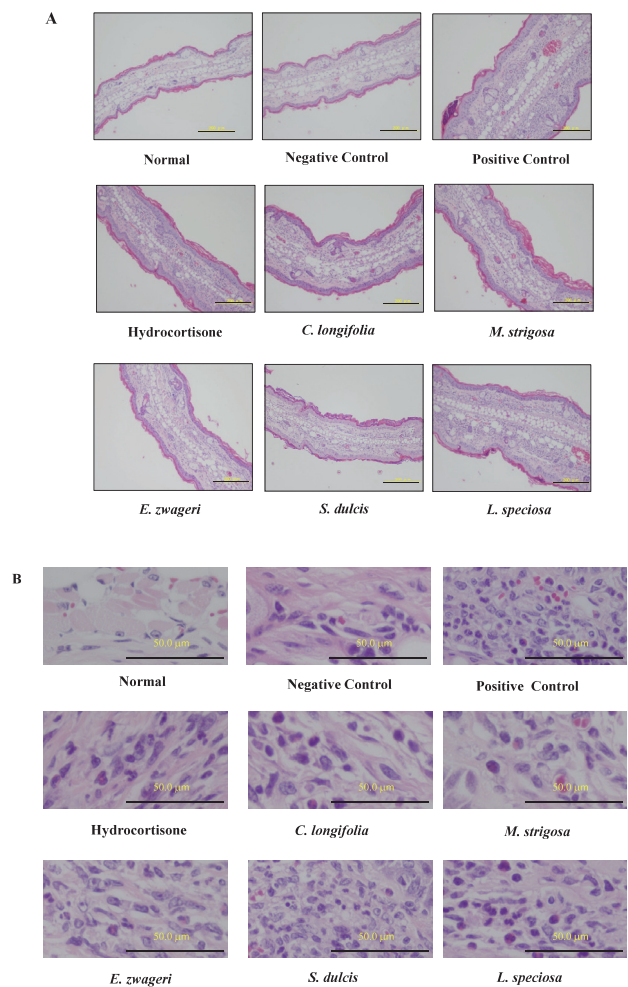 A
Normal
Negative Control
Positive Control
Hydrocortisone
C. longifolia
M. strigosa
E. zwageri
S. dulcis
L. speciosa
B
50.0 μm
50.0 μm
50.0 μm
Normal
Negative Control
Positive Control
50.0 μm
50.0 μm
50.0 μm
Hydrocortisone
C. longifolia
M. strigosa
50.0 μm
50.0 μm
50.0 μm
E. zwageri
S. dulcis
L. speciosa